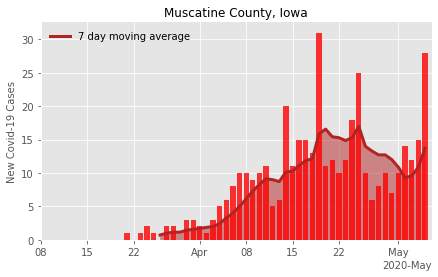 Muscatine County, Iowa
7 day moving average
New Covid-19 Cases
30
25
20
15
10
5
0
08 15 22 Apr 08 15 22 May
2020-May